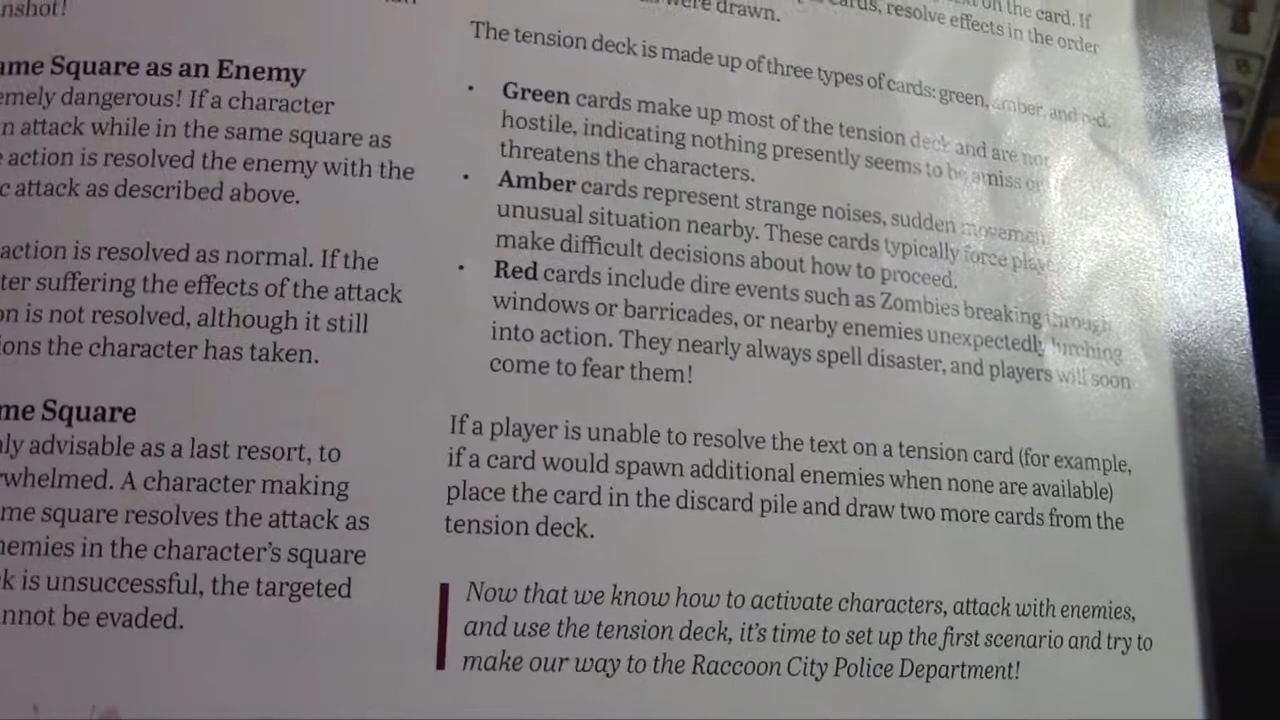 nshot!
ame Square as an Enemy
emely dangerous! If a character
n attack while in the same square as
action is resolved the enemy with the
c attack as described above.
action is resolved as normal. If the
ter suffering the effects of the attack
on is not resolved, although it still
ions the character has taken.
me Square
ly advisable as a last resort, to
rwhelmed. A character making
me square resolves the attack as
nemies in the character's square
k is unsuccessful, the targeted
nnot be evaded.
on the card. If
cards, resolve effects in the order
were drawn.
The tension deck is made up of three types of cards: green, amber, and red.
• Green cards make up most of the tension deck and are not
hostile, indicating nothing presently seems to be amiss or
threatens the characters.
• Amber cards represent strange noises, sudden movemen
unusual situation nearby. These cards typically force play
make difficult decisions about how to proceed.
• Red cards include dire events such as Zombies breaking through
windows or barricades, or nearby enemies unexpectedly lurching
into action. They nearly always spell disaster, and players will soon
come to fear them!
If a player is unable to resolve the text on a tension card (for example,
if a card would spawn additional enemies when none are available)
place the card in the discard pile and draw two more cards from the
tension deck.
Now that we know how to activate characters, attack with enemies,
and use the tension deck, it's time to set up the first scenario and try to
make our way to the Raccoon City Police Department!